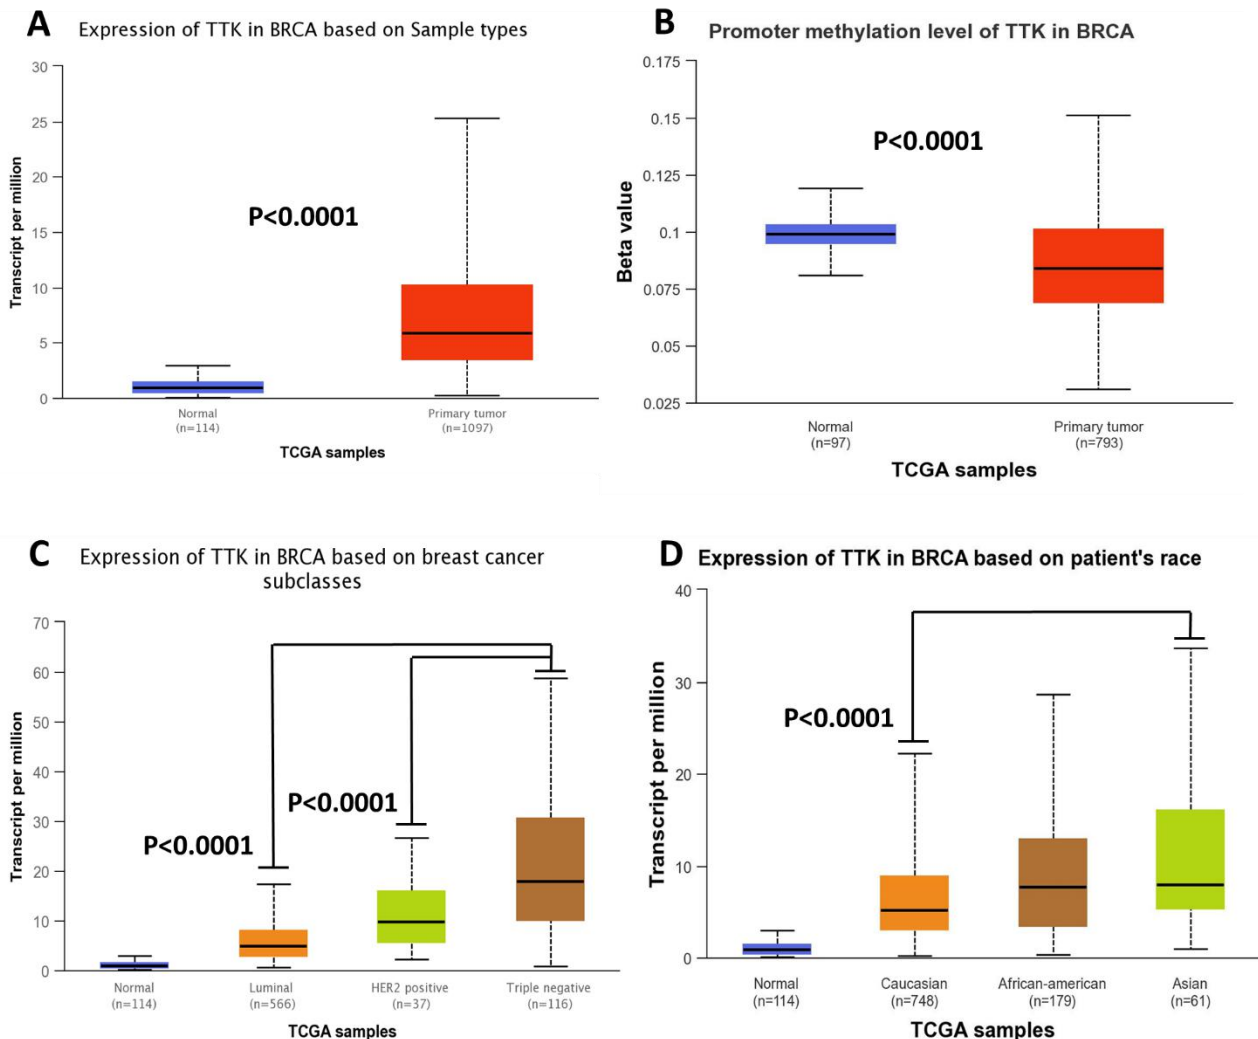 A
Expression of TTK in BRCA based on Sample types
30
25
20
15
10
5
0
Transcript per million
P<0.0001
Normal
(n=114)
Primary tumor
(n=1097)
TCGA samples
B
Promoter methylation level of TTK in BRCA
0.175
0.15
0.125
0.1
0.075
0.05
0.025
Beta value
P<0.0001
Normal
(n=97)
Primary tumor
(n=793)
TCGA samples
C
Expression of TTK in BRCA based on breast cancer
subclasses
70
60
50
40
30
20
10
0
Transcript per million
P<0.0001
P<0.0001
Normal
(n=114)
Luminal
(n=566)
HER2 positive
(n=37)
Triple negative
(n=116)
TCGA samples
D
Expression of TTK in BRCA based on patient's race
40
30
20
10
0
Transcript per million
P<0.0001
Normal
(n=114)
Caucasian
(n=748)
African-american
(n=179)
Asian
(n=61)
TCGA samples